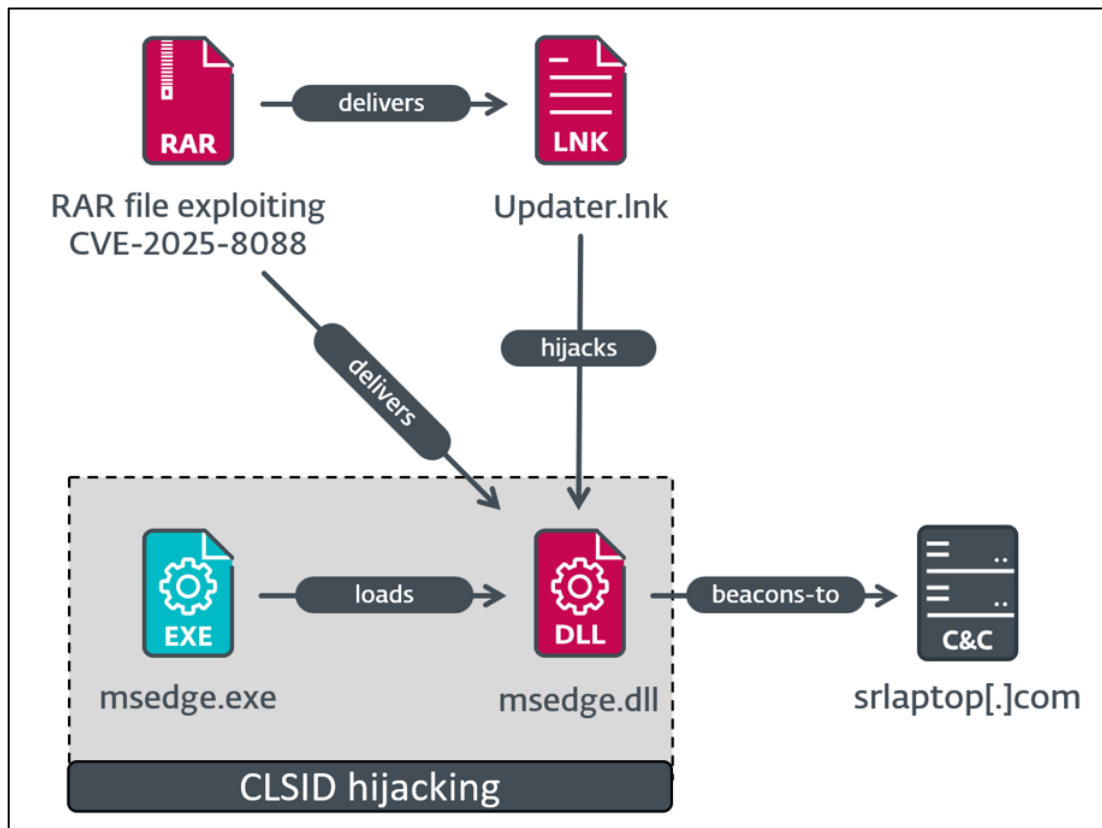 RAR
delivers
LNK
RAR file exploiting
CVE-2025-8088
Updater.lnk
hijacks
delivers
EXE
loads
DLL
beacons-to
C&C
msedge.exe
msedge.dll
srlaptop[.]com
CLSID hijacking